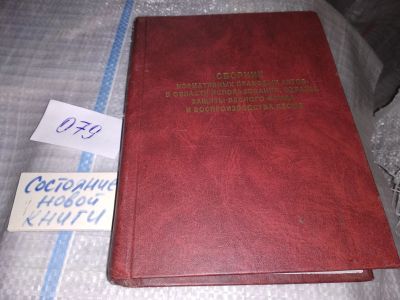 СБОРНИК
НОРМАТИВНЫХ ПРАВОВЫХ АКТОВ
В ОБЛАСТИ ИСПОЛЬЗОВАНИЯ, ОХРАНЫ,
ЗАЩИТЫ ЛЕСНОГО ФОНДА
И ВОСПРОИЗВОДСТВА ЛЕСОВ
079
СОСТОЯНИЕ
НОВОЙ
КНИГИ